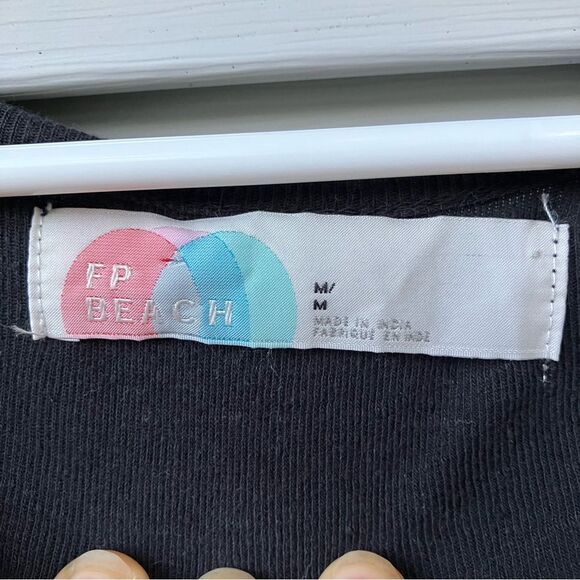 FP
BEACH
M/
M
MADE IN INDIA
FABRIQUE EN INDE